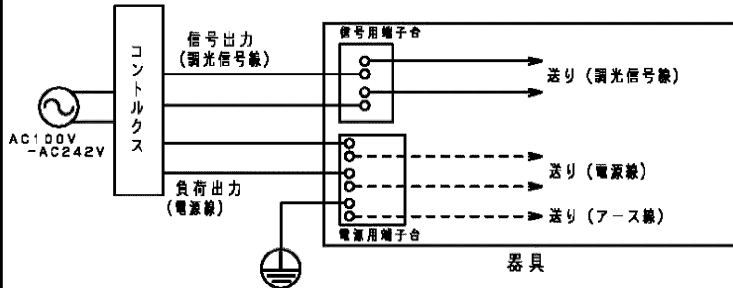 AC100V
-AC242V
コントルクス
信号出力
(調光信号線)
負荷出力
(電源線)
信号用端子台
送り(調光信号線)
送り(電源線)
送り(アース線)
電源用端子台
器具